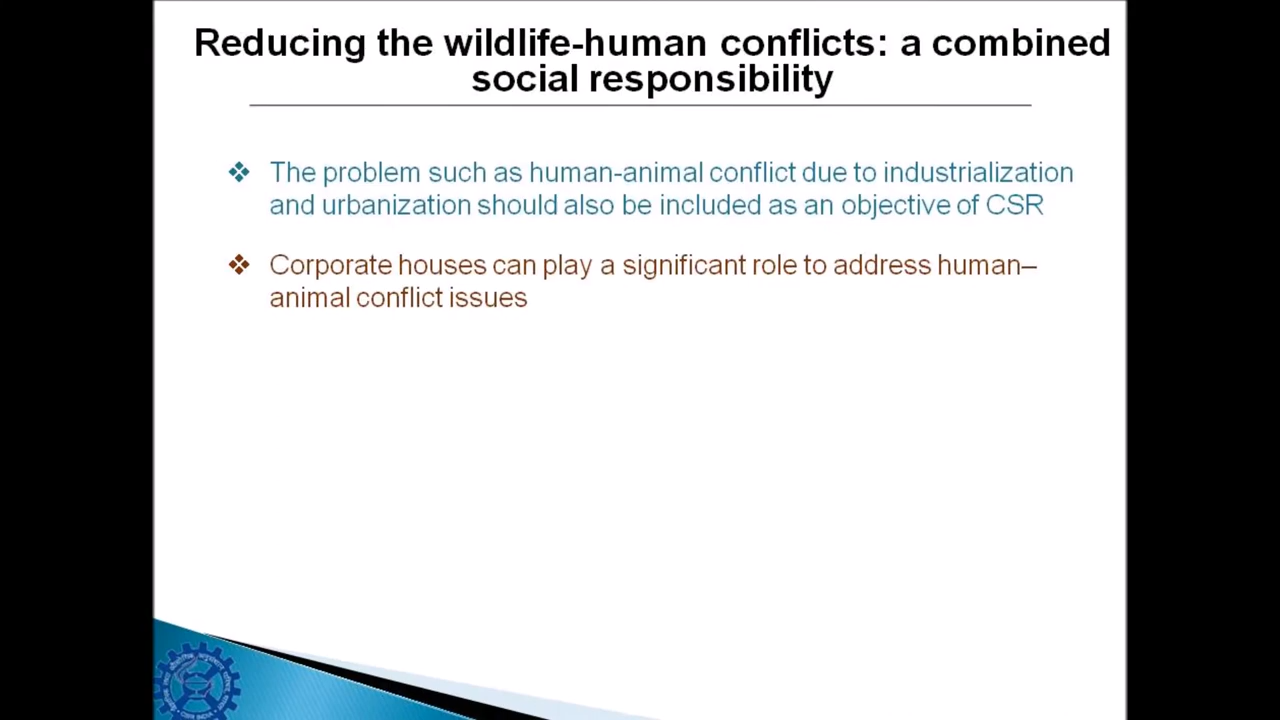 Reducing the wildlife-human conflicts: a combined
social responsibility
❖ The problem such as human-animal conflict due to industrialization
and urbanization should also be included as an objective of CSR
❖ Corporate houses can play a significant role to address human–
animal conflict issues
CSIR INDIA